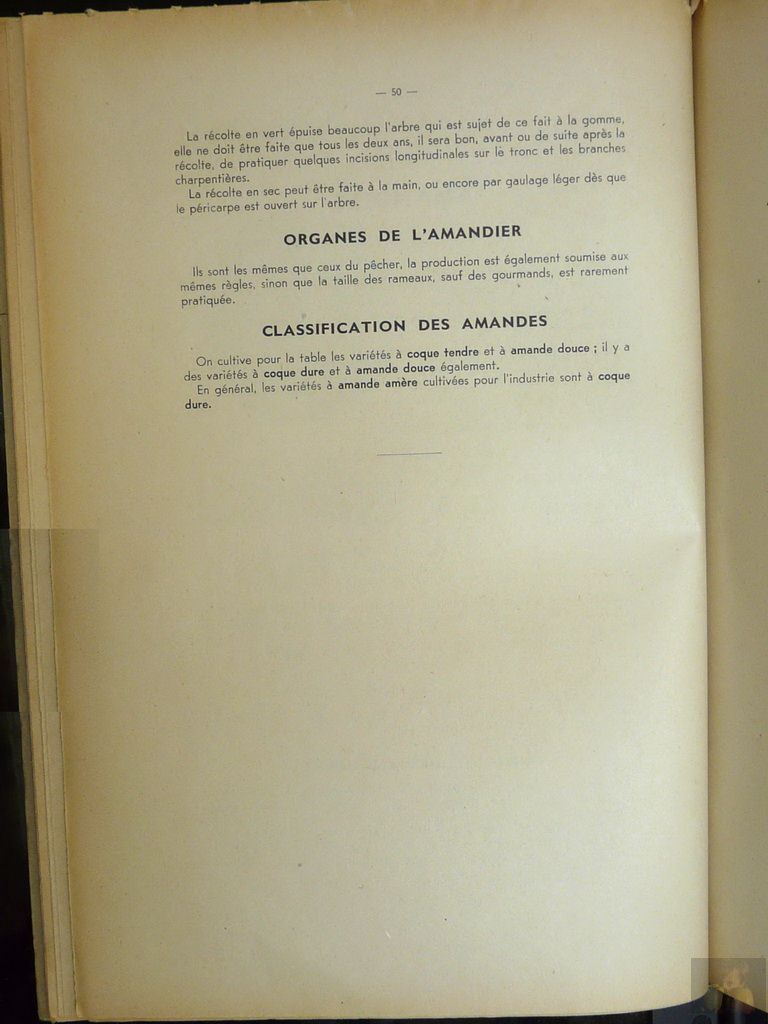 — 50 —
La récolte en vert épuise beaucoup l'arbre qui est sujet de ce fait à la gomme,
elle ne doit être faite que tous les deux ans, il sera bon, avant ou de suite après la
récolte, de pratiquer quelques incisions longitudinales sur le tronc et les branches
charpentières.
La récolte en sec peut être faite à la main, ou encore par gaulage léger dès que
le péricarpe est ouvert sur l'arbre.
ORGANES DE L'AMANDIER
Ils sont les mêmes que ceux du pêcher, la production est également soumise aux
mêmes règles, sinon que la taille des rameaux, sauf des gourmands, est rarement
pratiquée.
CLASSIFICATION DES AMANDES
On cultive pour la table les variétés à coque tendre et à amande douce ; il y a
des variétés à coque dure et à amande douce également.
En général, les variétés à amande amère cultivées pour l'industrie sont à coque
dure.